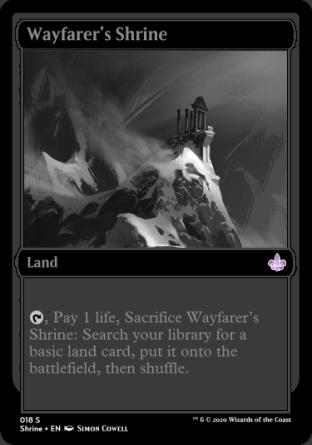 Wayfarer's Shrine
Land
, Pay 1 life, Sacrifice Wayfarer's
Shrine: Search your library for a
basic land card, put it onto the
battlefield, then shuffle.
018 S
Shrine • EN Simon Cowell
™ & © 2020 Wizards of the Coast